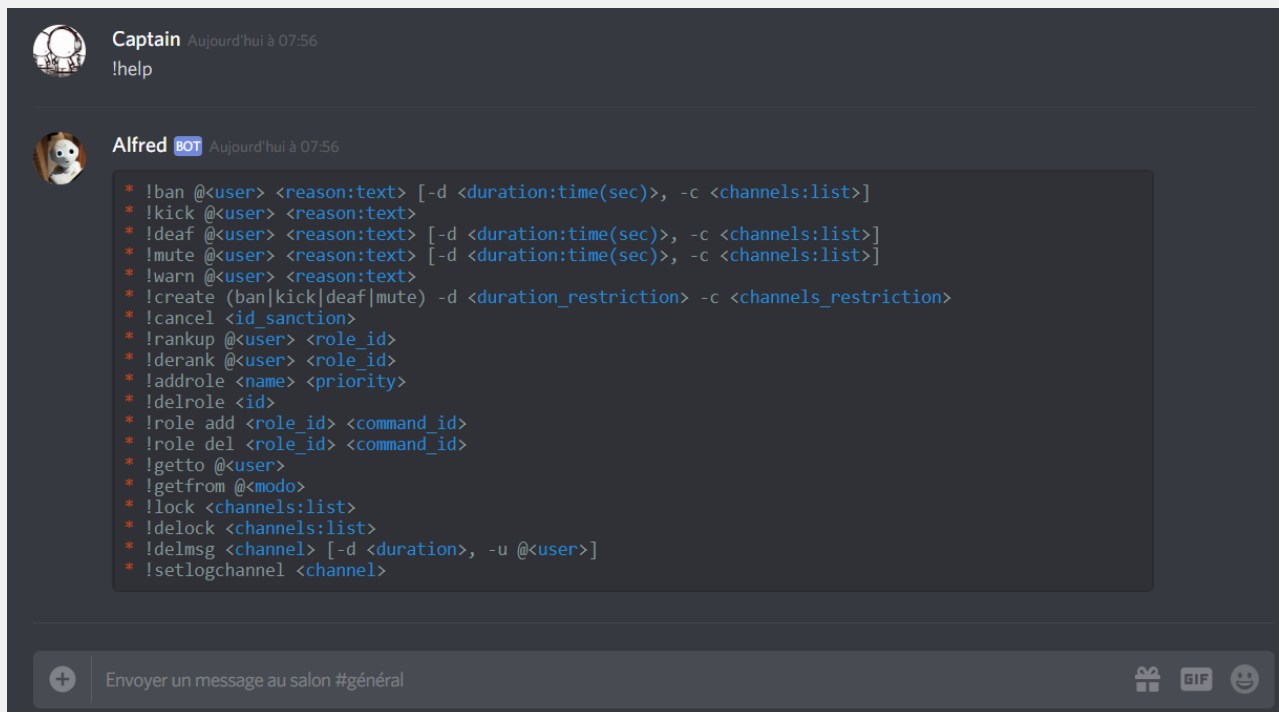 Captain Aujourd'hui à 07:56
!help
Alfred BOT Aujourd'hui à 07:56
* !ban @<user> <reason:text> [-d <duration:time(sec)>, -c <channels:list>]
* !kick @<user> <reason:text>
* !deaf @<user> <reason:text> [-d <duration:time(sec)>, -c <channels:list>]
* !mute @<user> <reason:text> [-d <duration:time(sec)>, -c <channels:list>]
* !warn @<user> <reason:text>
* !create (ban|kick|deaf|mute) -d <duration_restriction> -c <channels_restriction>
* !cancel <id_sanction>
* !rankup @<user> <role_id>
* !derank @<user> <role_id>
* !addrole <name> <priority>
* !delrole <id>
* !role add <role_id> <command_id>
* !role del <role_id> <command_id>
* !getto @<user>
* !getfrom @<modo>
* !lock <channels:list>
* !delock <channels:list>
* !delmsg <channel> [-d <duration>, -u @<user>]
* !setlogchannel <channel>
Envoyer un message au salon #général
GIF